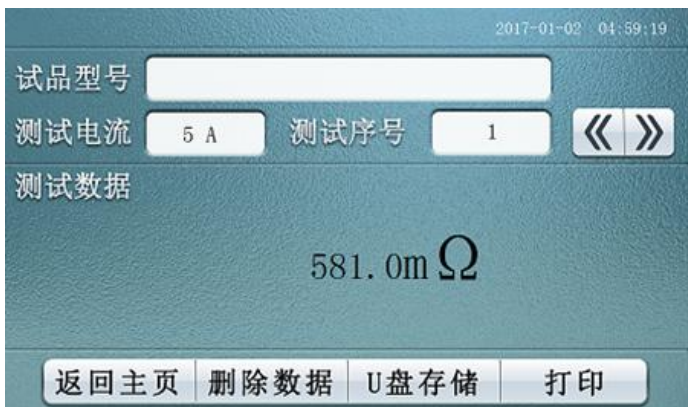 2017-01-02 04:59:19
试品型号
测试电流 5 A 测试序号 1
测试数据
581.0mΩ
返回主页 删除数据 U盘存储 打印